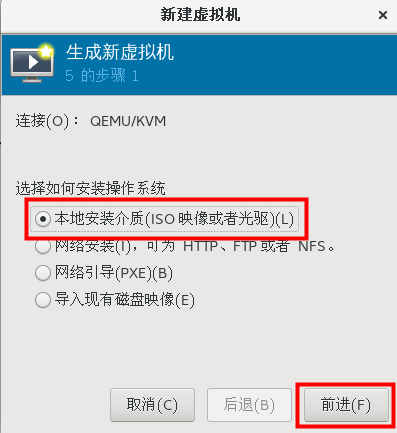 新建虚拟机
生成新虚拟机
5 的步骤 1
连接(O)： QEMU/KVM
选择如何安装操作系统
本地安装介质(ISO 映像或者光驱)(L)
网络安装(I)，可为 HTTP、FTP 或者 NFS。
网络引导(PXE)(B)
导入现有磁盘映像(E)
取消(C) 后退(B) 前进(F)